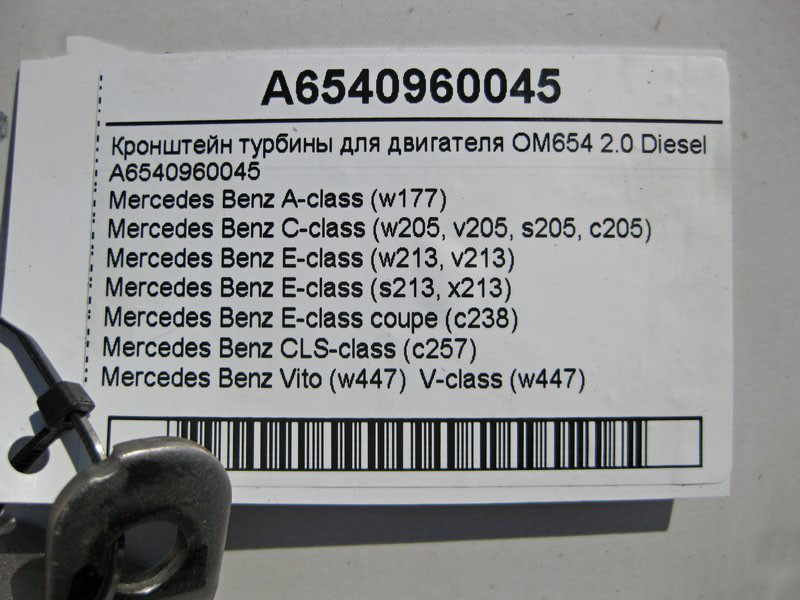 A6540960045
Кронштейн турбины для двигателя OM654 2.0 Diesel
A6540960045
Mercedes Benz A-class (w177)
Mercedes Benz C-class (w205, v205, s205, c205)
Mercedes Benz E-class (w213, v213)
Mercedes Benz E-class (s213, x213)
Mercedes Benz E-class coupe (c238)
Mercedes Benz CLS-class (c257)
Mercedes Benz Vito (w447) V-class (w447)